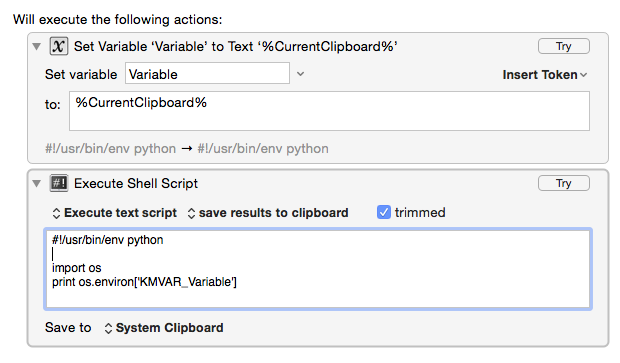 Will execute the following actions:
Set Variable ‘Variable’ to Text ‘%CurrentClipboard%’
Try
Set variable Variable
Insert Token
to: %CurrentClipboard%
#!/usr/bin/env python → #!/usr/bin/env python
#! Execute Shell Script
Try
Execute text script save results to clipboard trimmed
#!/usr/bin/env python
import os
print os.environ['KMVAR_Variable']
Save to System Clipboard